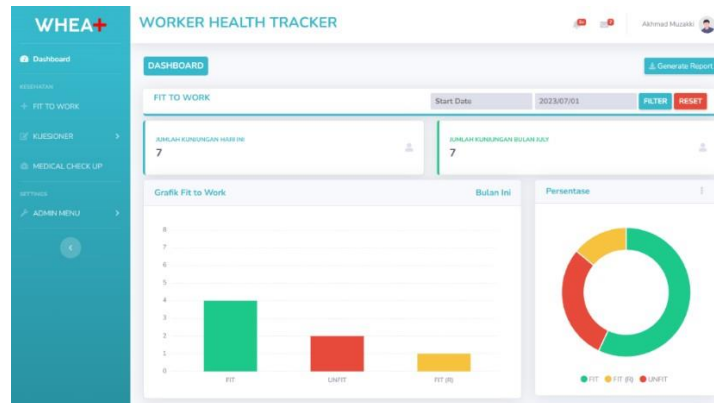 WHEA+
WORKER HEALTH TRACKER
Akhmad Muzakki
Dashboard
KESEHATAN
FIT TO WORK
KUESIONER
MEDICAL CHECK UP
SETTINGS
ADMIN MENU
DASHBOARD
Generate Report
FIT TO WORK
Start Date
2023/07/01
FILTER
RESET
JUMLAH KUNJUNGAN HARI INI
7
JUMLAH KUNJUNGAN BULAN JULY
7
Grafik Fit to Work
Bulan Ini
8
7
6
5
4
3
2
1
0
FIT
UNFIT
FIT (R)
Persentase
FIT
FIT (R)
UNFIT